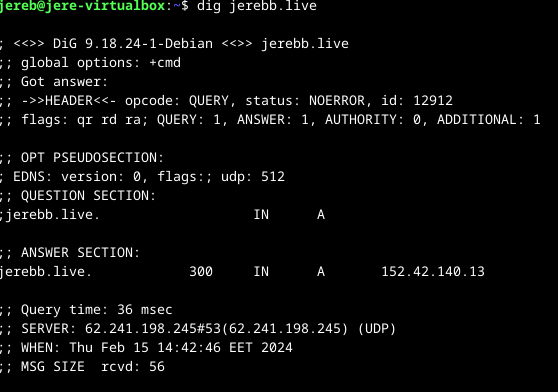 jereb@jere-virtualbox:~$ dig jerebb.live
; <<>> DiG 9.18.24-1-Debian <<>> jerebb.live
;; global options: +cmd
;; Got answer:
;; ->>HEADER<<- opcode: QUERY, status: NOERROR, id: 12912
;; flags: qr rd ra; QUERY: 1, ANSWER: 1, AUTHORITY: 0, ADDITIONAL: 1
;; OPT PSEUDOSECTION:
; EDNS: version: 0, flags:; udp: 512
;; QUESTION SECTION:
;jerebb.live. IN A
;; ANSWER SECTION:
jerebb.live. 300 IN A 152.42.140.13
;; Query time: 36 msec
;; SERVER: 62.241.198.245#53(62.241.198.245) (UDP)
;; WHEN: Thu Feb 15 14:42:46 EET 2024
;; MSG SIZE rcvd: 56